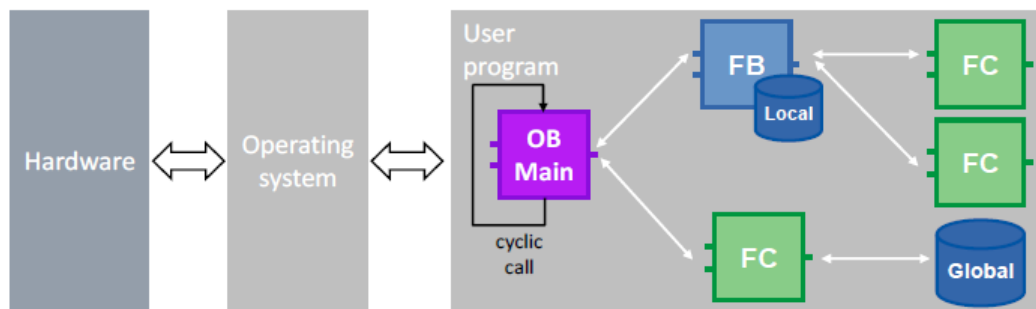 Hardware
Operating
system
User
program
OB
Main
cyclic
call
FB
Local
FC
FC
FC
Global